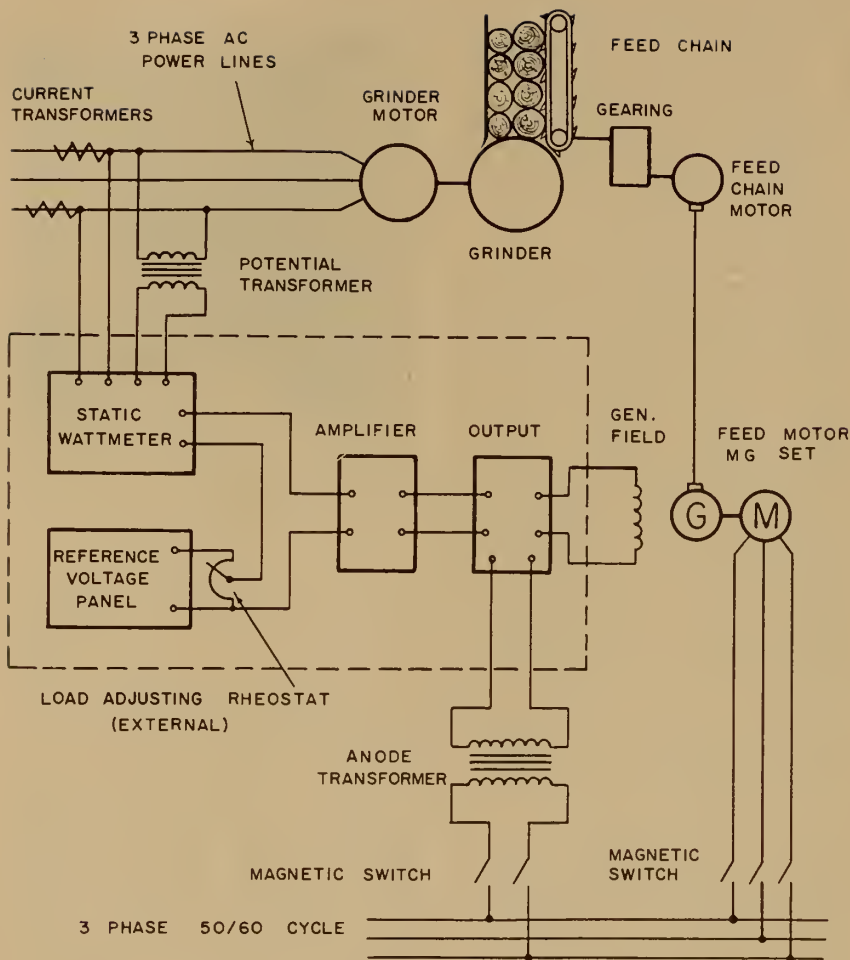 3 PHASE AC
POWER LINES
FEED CHAIN
CURRENT
TRANSFORMERS
GRINDER
MOTOR
GEARING
FEED
CHAIN
MOTOR
GRINDER
POTENTIAL
TRANSFORMER
STATIC
WATTMETER
AMPLIFIER
OUTPUT
GEN.
FIELD
FEED MOTOR
MG SET
G
M
REFERENCE
VOLTAGE
PANEL
LOAD ADJUSTING RHEOSTAT
(EXTERNAL)
ANODE
TRANSFORMER
MAGNETIC SWITCH
MAGNETIC
SWITCH
3 PHASE 50/60 CYCLE